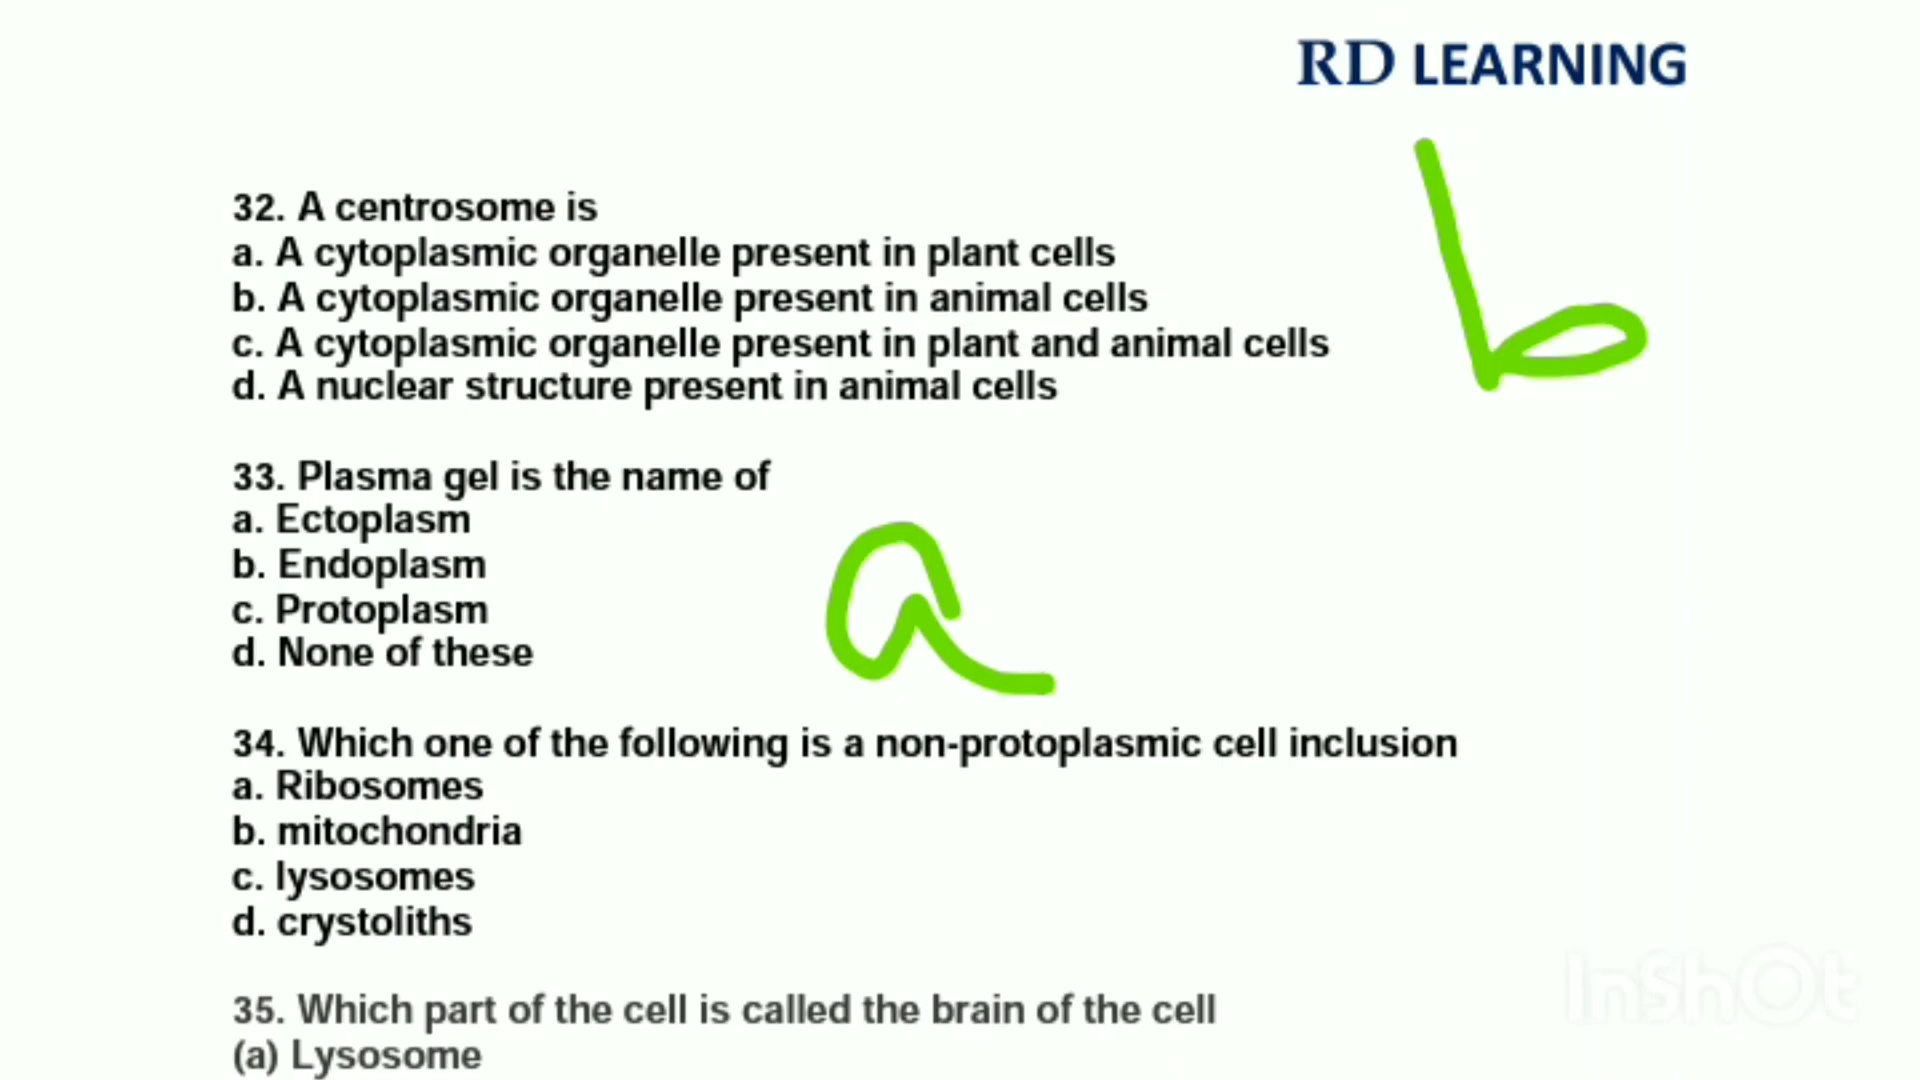 RD LEARNING
32. A centrosome is
a. A cytoplasmic organelle present in plant cells
b. A cytoplasmic organelle present in animal cells
c. A cytoplasmic organelle present in plant and animal cells
d. A nuclear structure present in animal cells
b
33. Plasma gel is the name of
a. Ectoplasm
b. Endoplasm
c. Protoplasm
d. None of these
a
34. Which one of the following is a non-protoplasmic cell inclusion
a. Ribosomes
b. mitochondria
c. lysosomes
d. crystoliths
35. Which part of the cell is called the brain of the cell
(a) Lysosome
InShOt